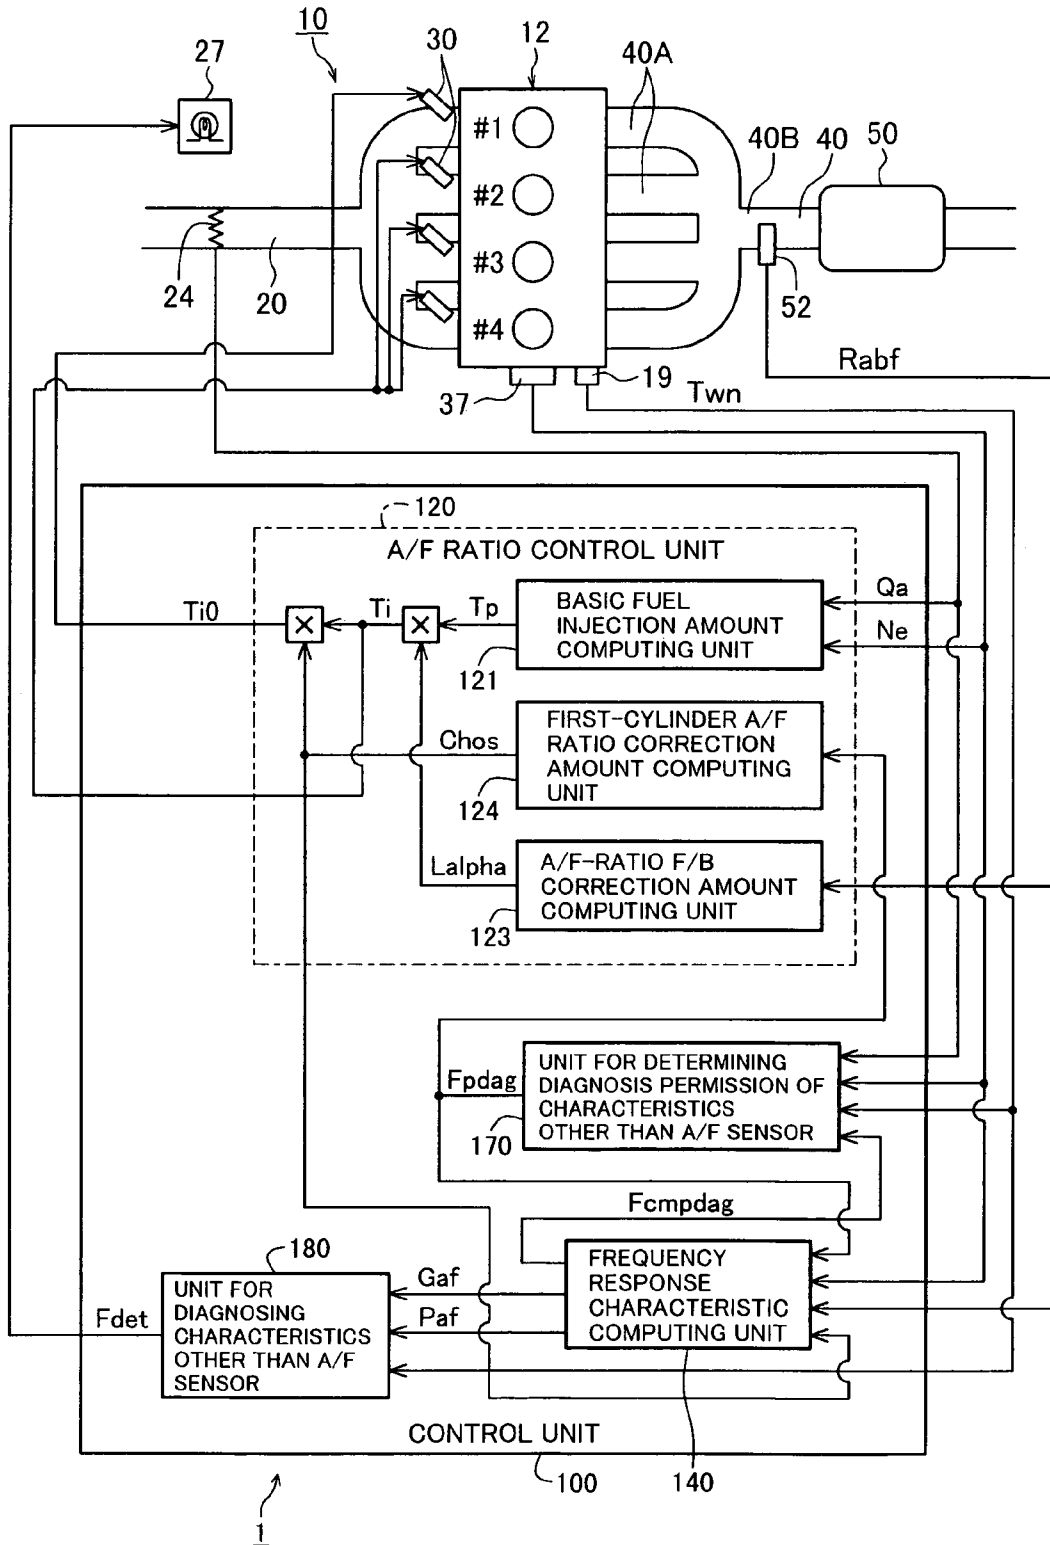 10
27
30
12
40A
40B
40
50
#1
#2
#3
#4
24
20
52
37
19
Twn
Rabf
120
A/F RATIO CONTROL UNIT
Ti0
Ti
Tp
BASIC FUEL
INJECTION AMOUNT
COMPUTING UNIT
Qa
Ne
121
Chos
FIRST-CYLINDER A/F
RATIO CORRECTION
AMOUNT COMPUTING
UNIT
124
Lalpha
A/F-RATIO F/B
CORRECTION AMOUNT
COMPUTING UNIT
123
Fpdag
UNIT FOR DETERMINING
DIAGNOSIS PERMISSION OF
CHARACTERISTICS
OTHER THAN A/F SENSOR
170
Fcmpdag
180
Fdet
UNIT FOR
DIAGNOSING
CHARACTERISTICS
OTHER THAN A/F
SENSOR
Gaf
Paf
FREQUENCY
RESPONSE
CHARACTERISTIC
COMPUTING UNIT
CONTROL UNIT
100
140
1